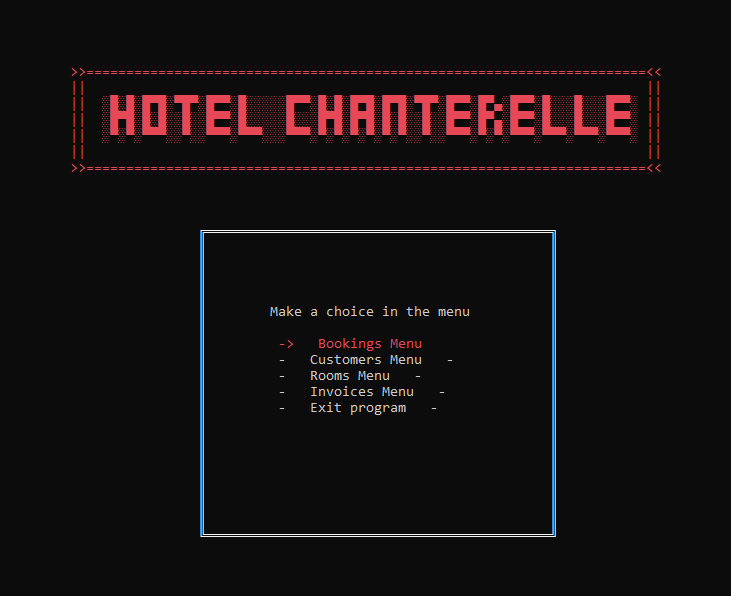 HOTEL CHANTERELLE
Make a choice in the menu
-> Bookings Menu
- Customers Menu -
- Rooms Menu -
- Invoices Menu -
- Exit program -